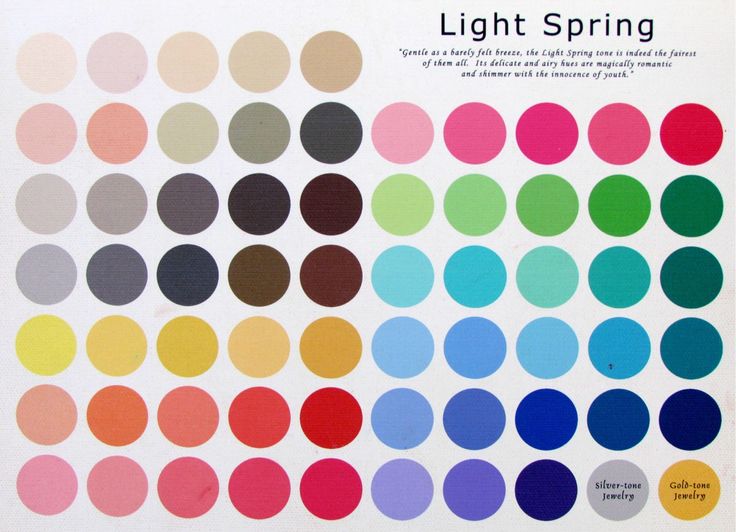 Light Spring
"Gentle as a barely felt breeze, the Light Spring tone is indeed the fairest
of them all. Its delicate and airy hues are magically romantic
and shimmer with the innocence of youth."
Silver-tone
Jewelry
Gold-tone
Jewelry